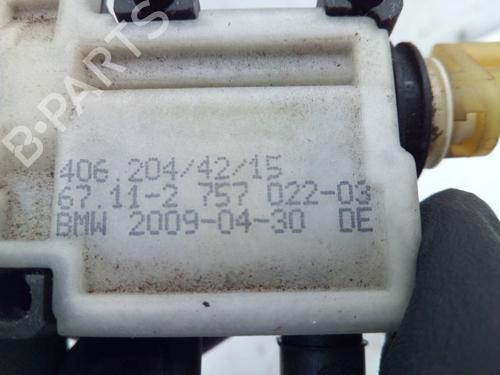 B-PARTS
406.204/42/15
67.11-2 757 022-03
BMW 2009-04-30 DE